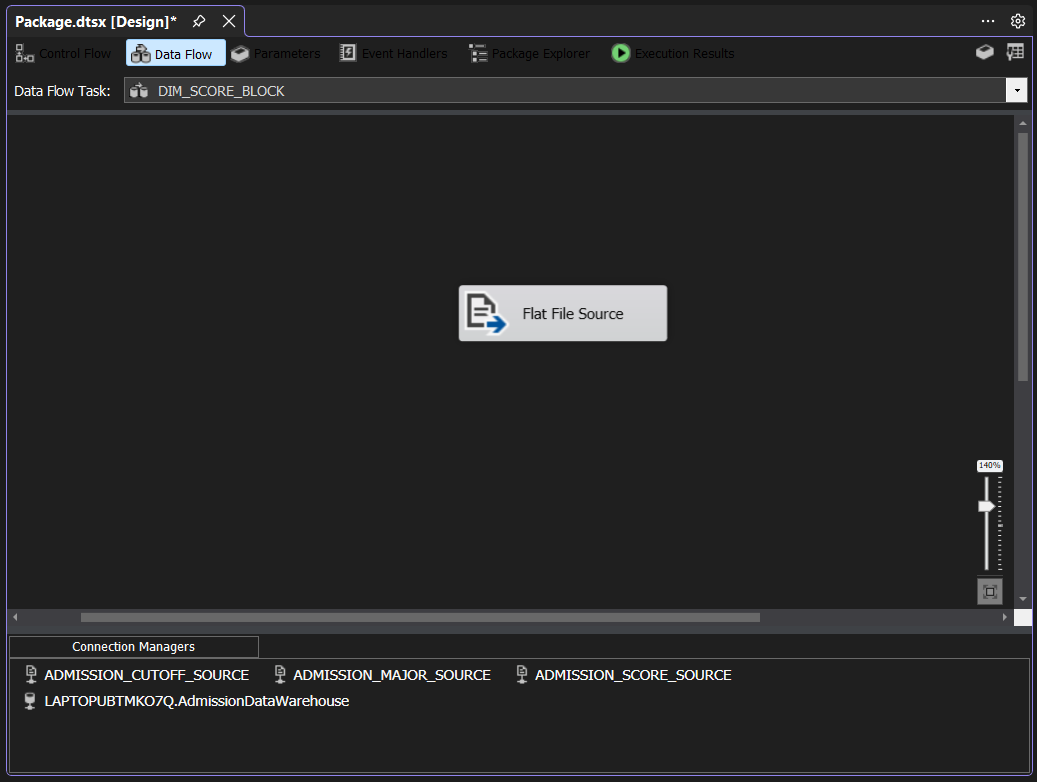 Package.dtsx [Design]*
Control Flow Data Flow Parameters Event Handlers Package Explorer Execution Results
Data Flow Task: DIM_SCORE_BLOCK
Flat File Source
140%
Connection Managers
ADMISSION_CUTOFF_SOURCE ADMISSION_MAJOR_SOURCE ADMISSION_SCORE_SOURCE
LAPTOPUBTMKO7Q.AdmissionDataWarehouse